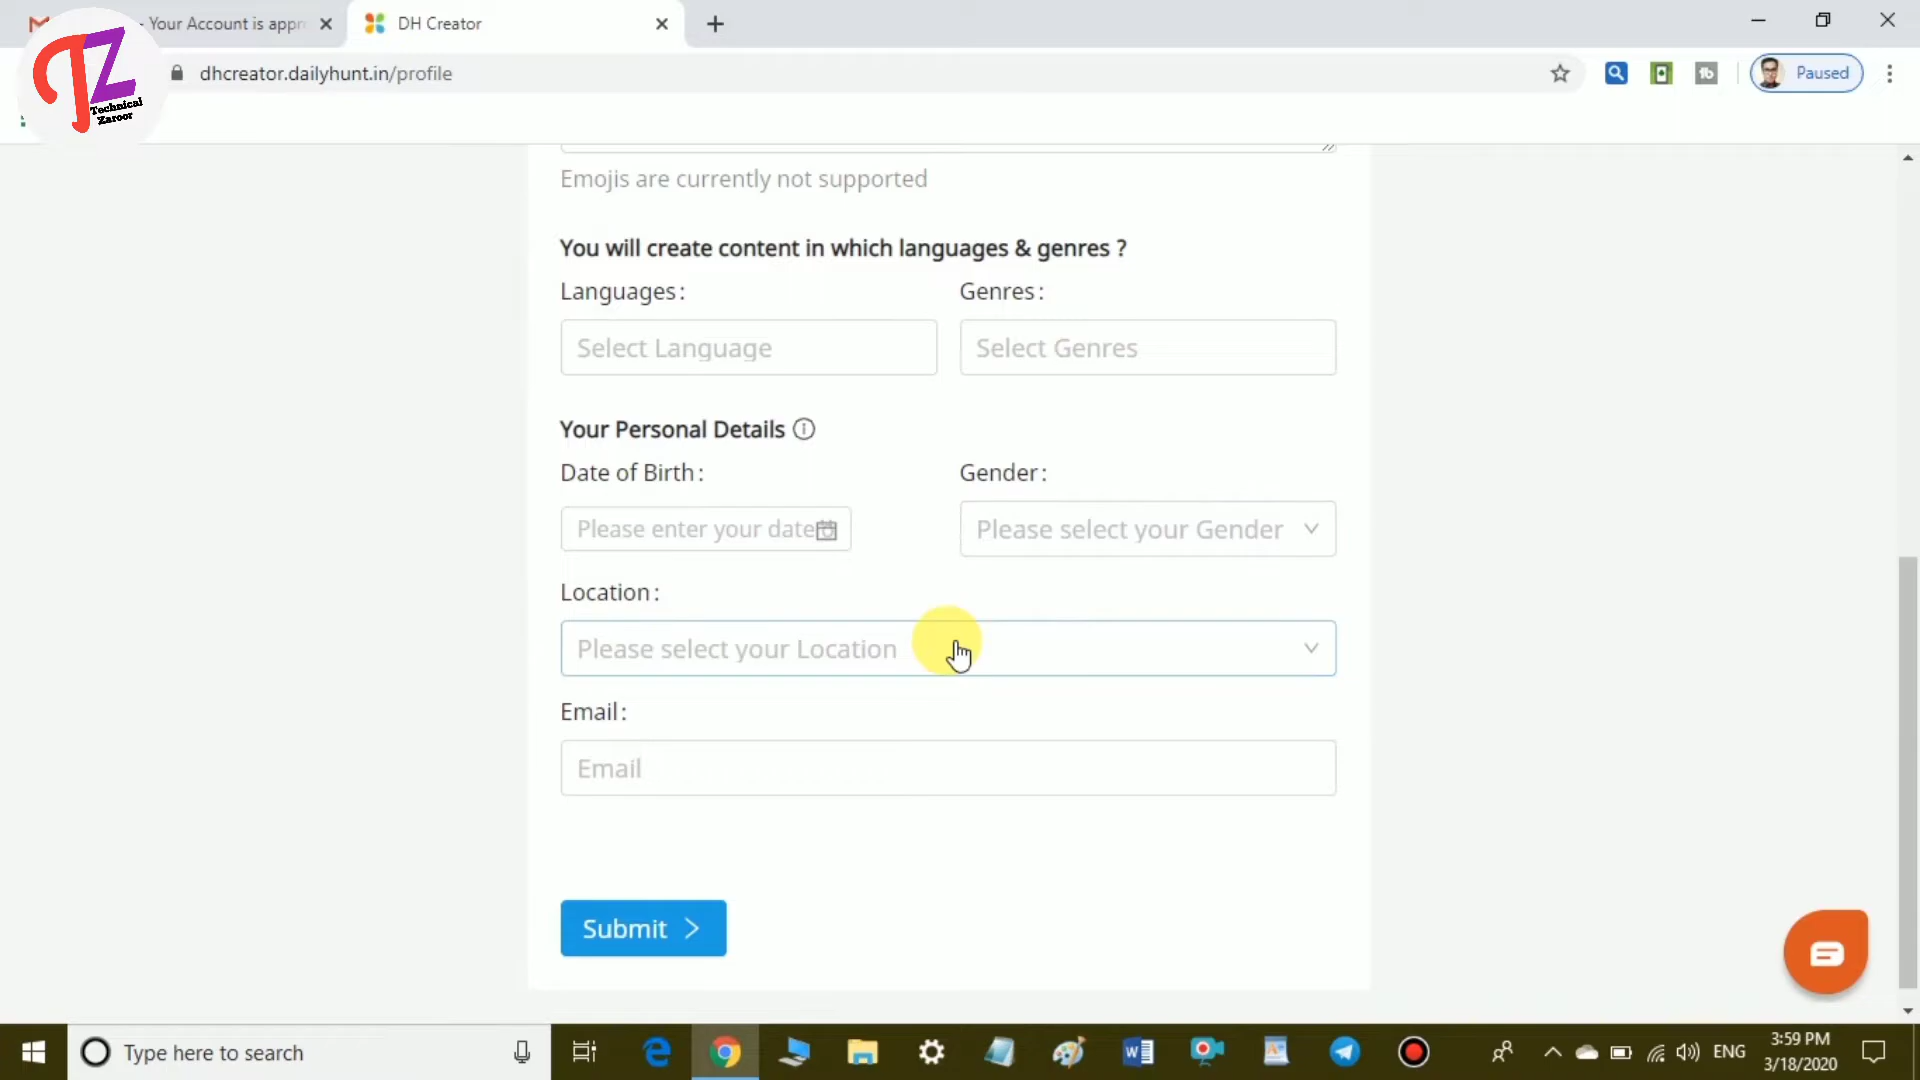 - Your Account is appr
DH Creator
dhcreator.dailyhunt.in/profile
Paused
TZ
Technical
Zaroor
Emojis are currently not supported
You will create content in which languages & genres ?
Languages :
Genres :
Select Language
Select Genres
Your Personal Details
Date of Birth :
Gender :
Please enter your date
Please select your Gender
Location :
Please select your Location
Email :
Email
Submit >
Type here to search
ENG
3:59 PM
3/18/2020